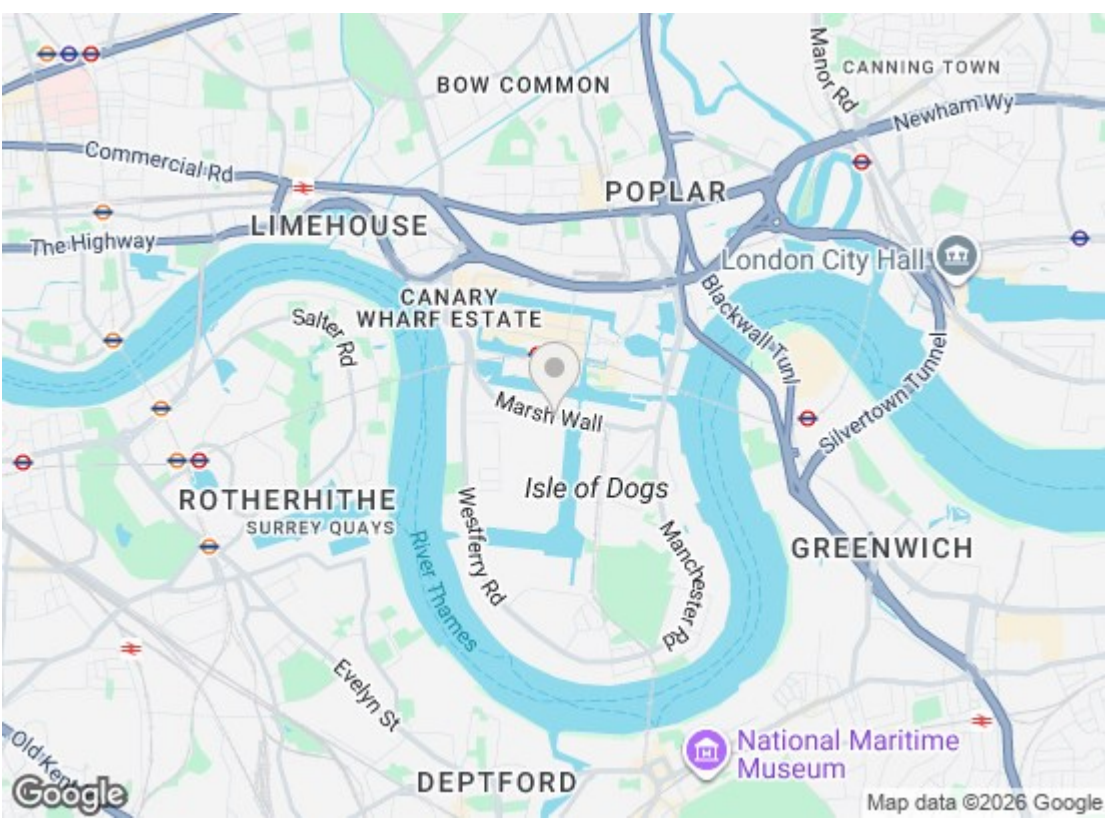 Manor Rd
CANNING TOWN
BOW COMMON
Newham Wy
Commercial Rd
POPLAR
LIMEHOUSE
The Highway
London City Hall
CANARY
WHARF ESTATE
Salter Rd
Blackwall Tunl
Silvertown Tunnel
Marsh Wall
Isle of Dogs
ROTHERHITHE
SURREY QUAYS
Westferry Rd
River Thames
Manchester Rd
GREENWICH
Evelyn St
National Maritime
Museum
Old Kent
DEPTFORD
Google
Map data ©2026 Google